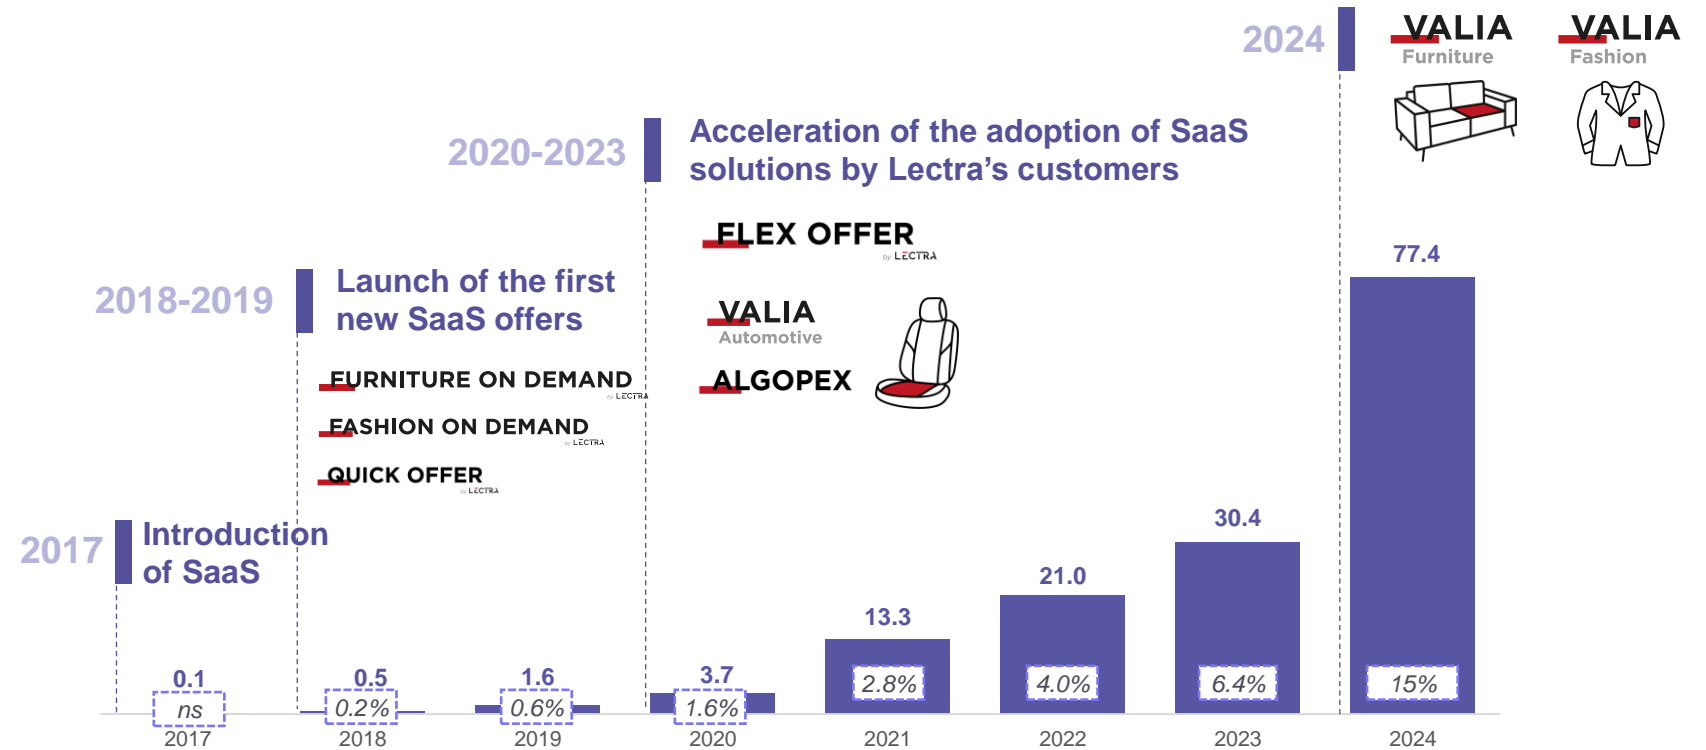 2024
VALIA
Furniture
VALIA
Fashion
2020-2023
Acceleration of the adoption of SaaS
solutions by Lectra’s customers
FLEX OFFER
by LECTRA
VALIA
Automotive
ALGOPEX
2018-2019
Launch of the first
new SaaS offers
FURNITURE ON DEMAND
by LECTRA
FASHION ON DEMAND
by LECTRA
QUICK OFFER
by LECTRA
2017
Introduction
of SaaS
0.1
0.5
1.6
3.7
13.3
21.0
30.4
77.4
ns
0.2%
0.6%
1.6%
2.8%
4.0%
6.4%
15%
2017
2018
2019
2020
2021
2022
2023
2024